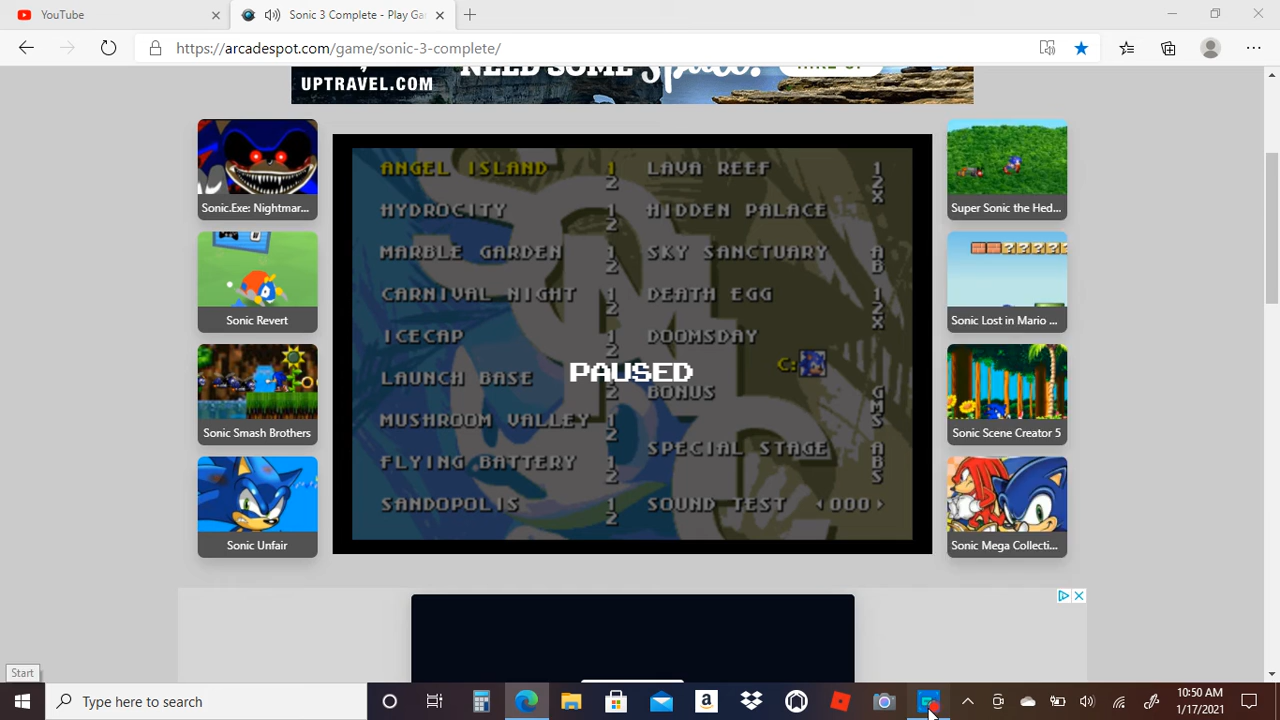 YouTube
Sonic 3 Complete - Play Ga
https://arcadespot.com/game/sonic-3-complete/
UPTRAVEL.COM
NEED SOME Space?
Sonic.Exe: Nightmar...
Sonic Revert
Sonic Smash Brothers
Sonic Unfair
ANGEL ISLAND 1
2
HYDROCITY 1
2
MARBLE GARDEN 1
2
CARNIVAL NIGHT 1
2
ICECAP 1
2
LAUNCH BASE 1
2
MUSHROOM VALLEY 1
2
FLYING BATTERY 1
2
SANDOPOLIS 1
2
LAVA REEF 1
2
X
HIDDEN PALACE
SKY SANCTUARY A
B
DEATH EGG 1
2
X
DOOMSDAY
C:
PAUSED
BONUS G
M
S
SPECIAL STAGE A
B
S
SOUND TEST 000
Super Sonic the Hed...
Sonic Lost in Mario ...
Sonic Scene Creator 5
Sonic Mega Collecti...
Start
Type here to search
10:50 AM
1/17/2021